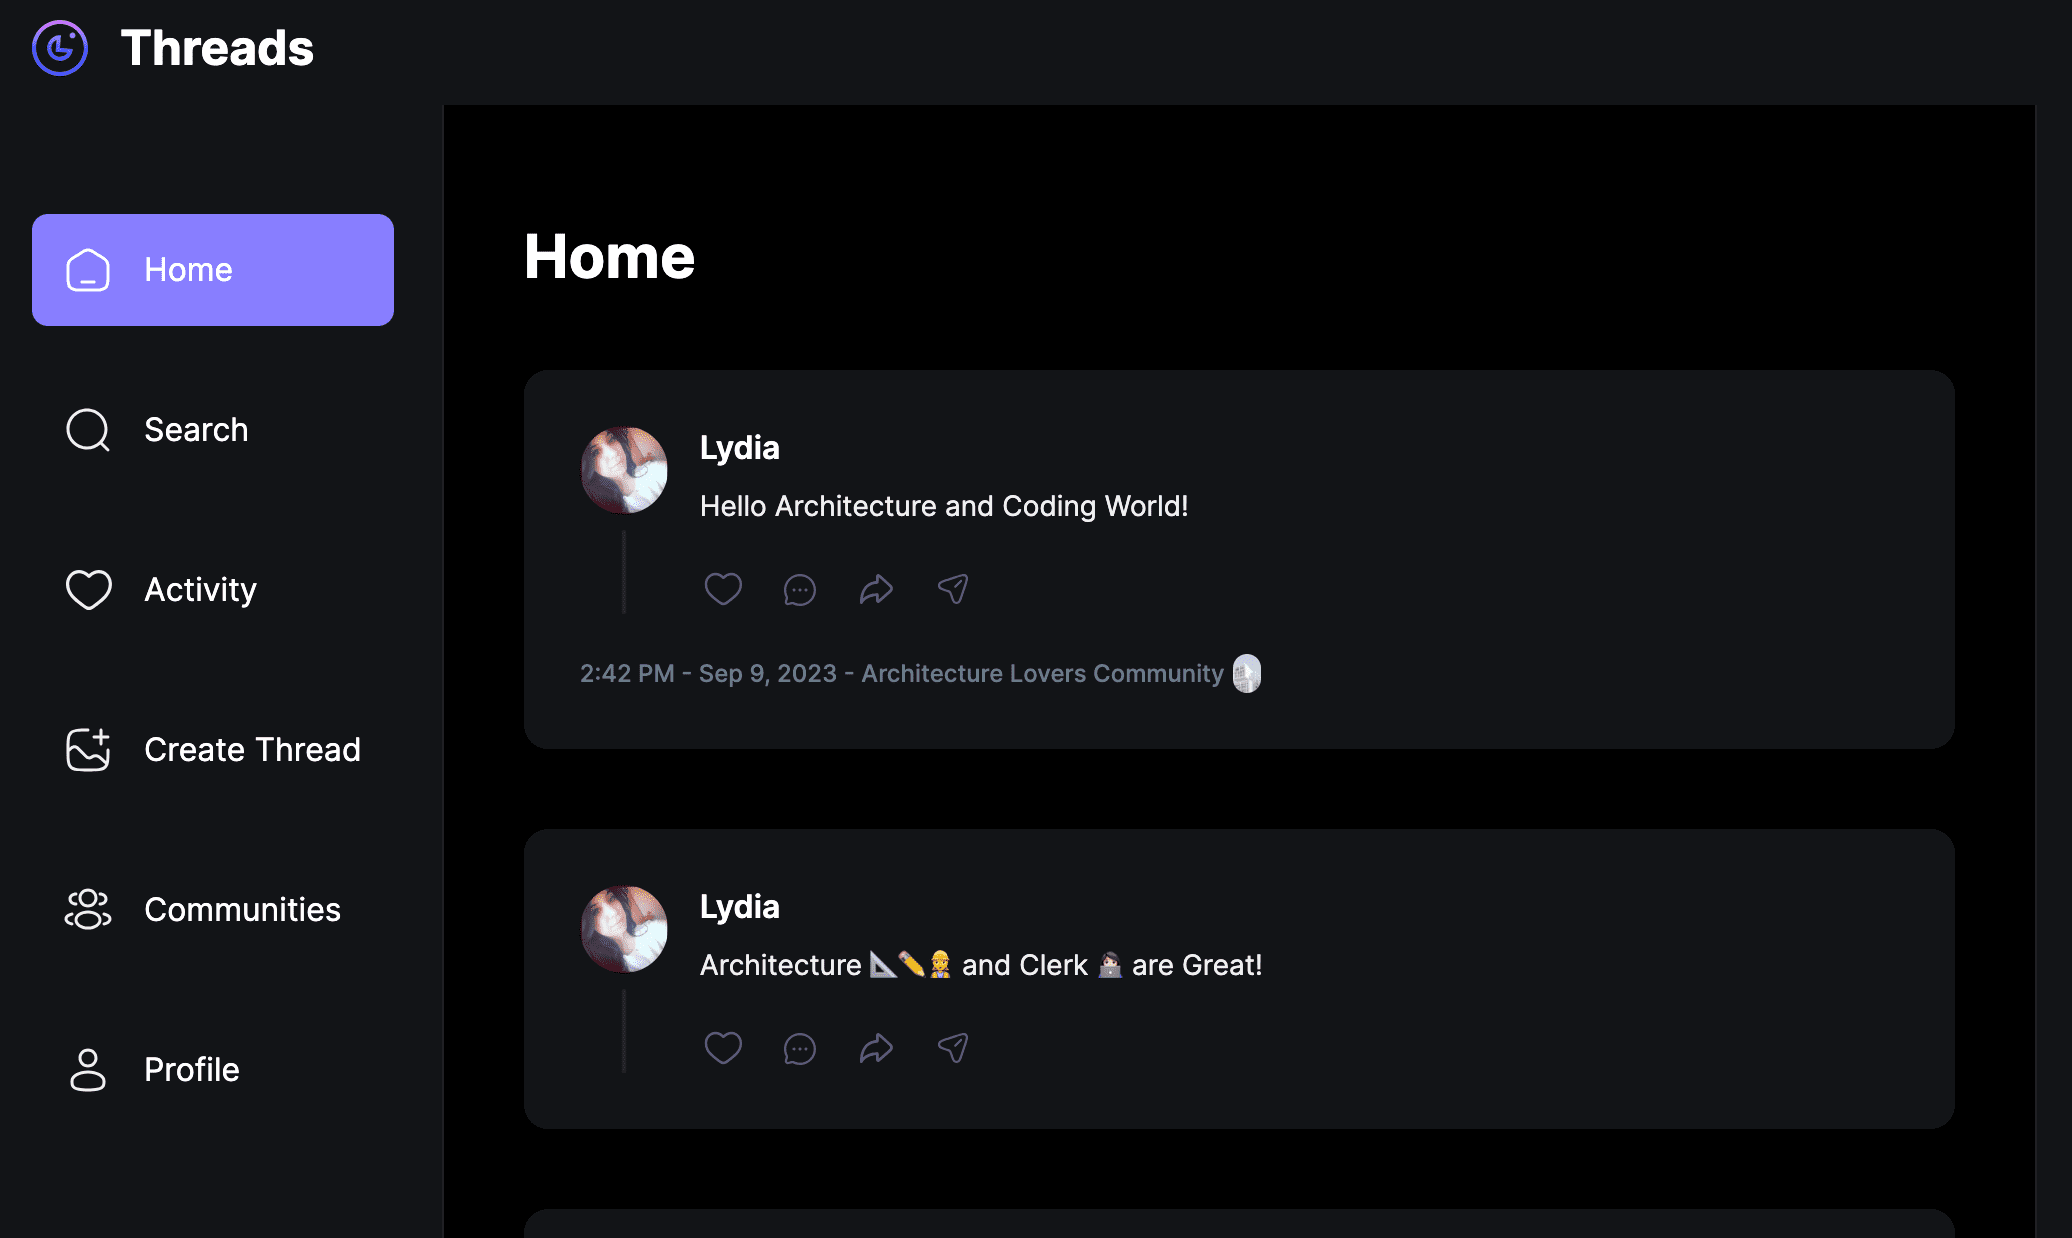 Threads
Home
Search
Activity
Create Thread
Communities
Profile
Home
Lydia
Hello Architecture and Coding World!
2:42 PM - Sep 9, 2023 - Architecture Lovers Community
Lydia
Architecture 📐✏️👷‍♀️ and Clerk 👩🏻‍💻 are Great!